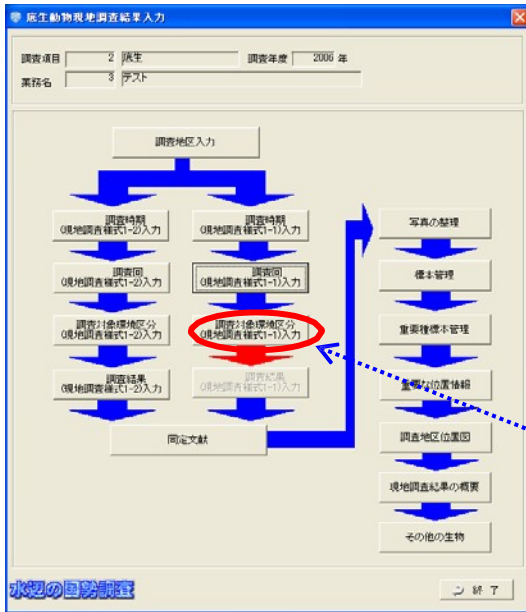 底生動物現地調査結果入力
調査項目 2 底生 調査年度 2006 年
業務名 3 テスト
調査地区入力
調査時期
(現地調査様式1-2)入力
調査時期
(現地調査様式1-1)入力
写真の整理
調査回
(現地調査様式1-2)入力
調査回
(現地調査様式1-1)入力
標本管理
調査対象環境区分
(現地調査様式1-2)入力
調査対象環境区分
(現地調査様式1-1)入力
重要種標本管理
調査結果
(現地調査様式1-2)入力
調査結果
(現地調査様式1-1)入力
重要な位置情報
同定文献
調査地区位置図
現地調査結果の概要
その他の生物
水辺の国勢調査
終了